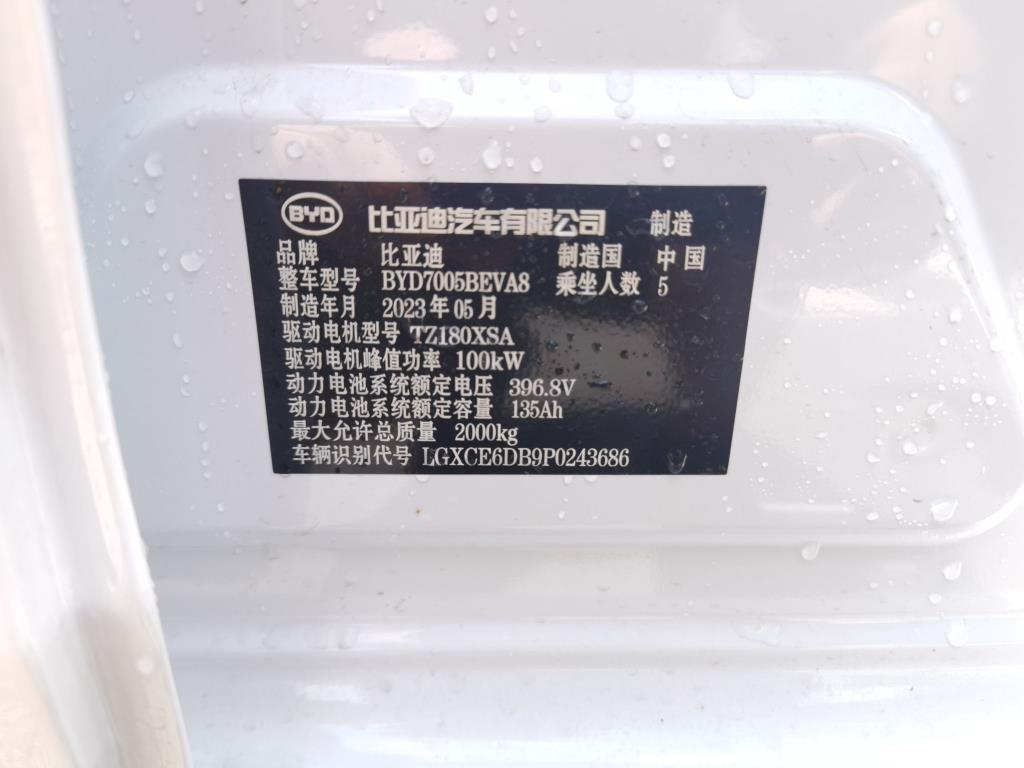 BYD 比亚迪汽车有限公司 制造
品牌 比亚迪 制造国 中国
整车型号 BYD7005BEVA8 乘坐人数 5
制造年月 2023年05月
驱动电机型号 TZ180XSA
驱动电机峰值功率 100kW
动力电池系统额定电压 396.8V
动力电池系统额定容量 135Ah
最大允许总质量 2000kg
车辆识别代号 LGXCE6DB9P0243686